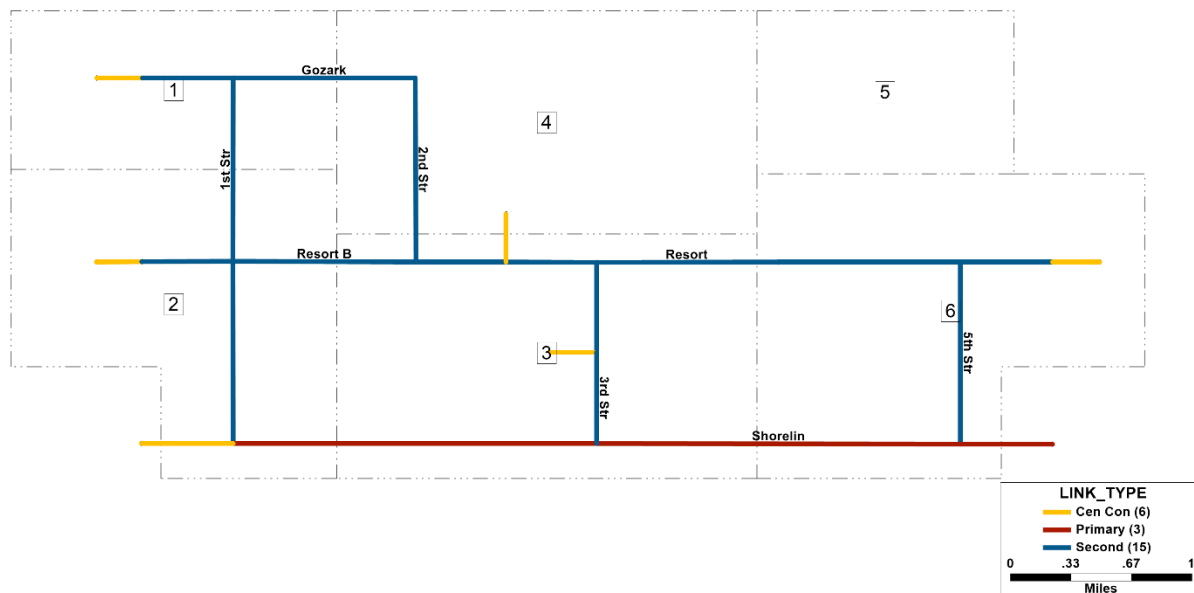 Gozark
1
5
4
1st Str
2nd Str
Resort B
Resort
2
6
3
3rd Str
5th Str
Shorelin
LINK_TYPE
Cen Con (6)
Primary (3)
Second (15)
0 .33 .67 1
Miles